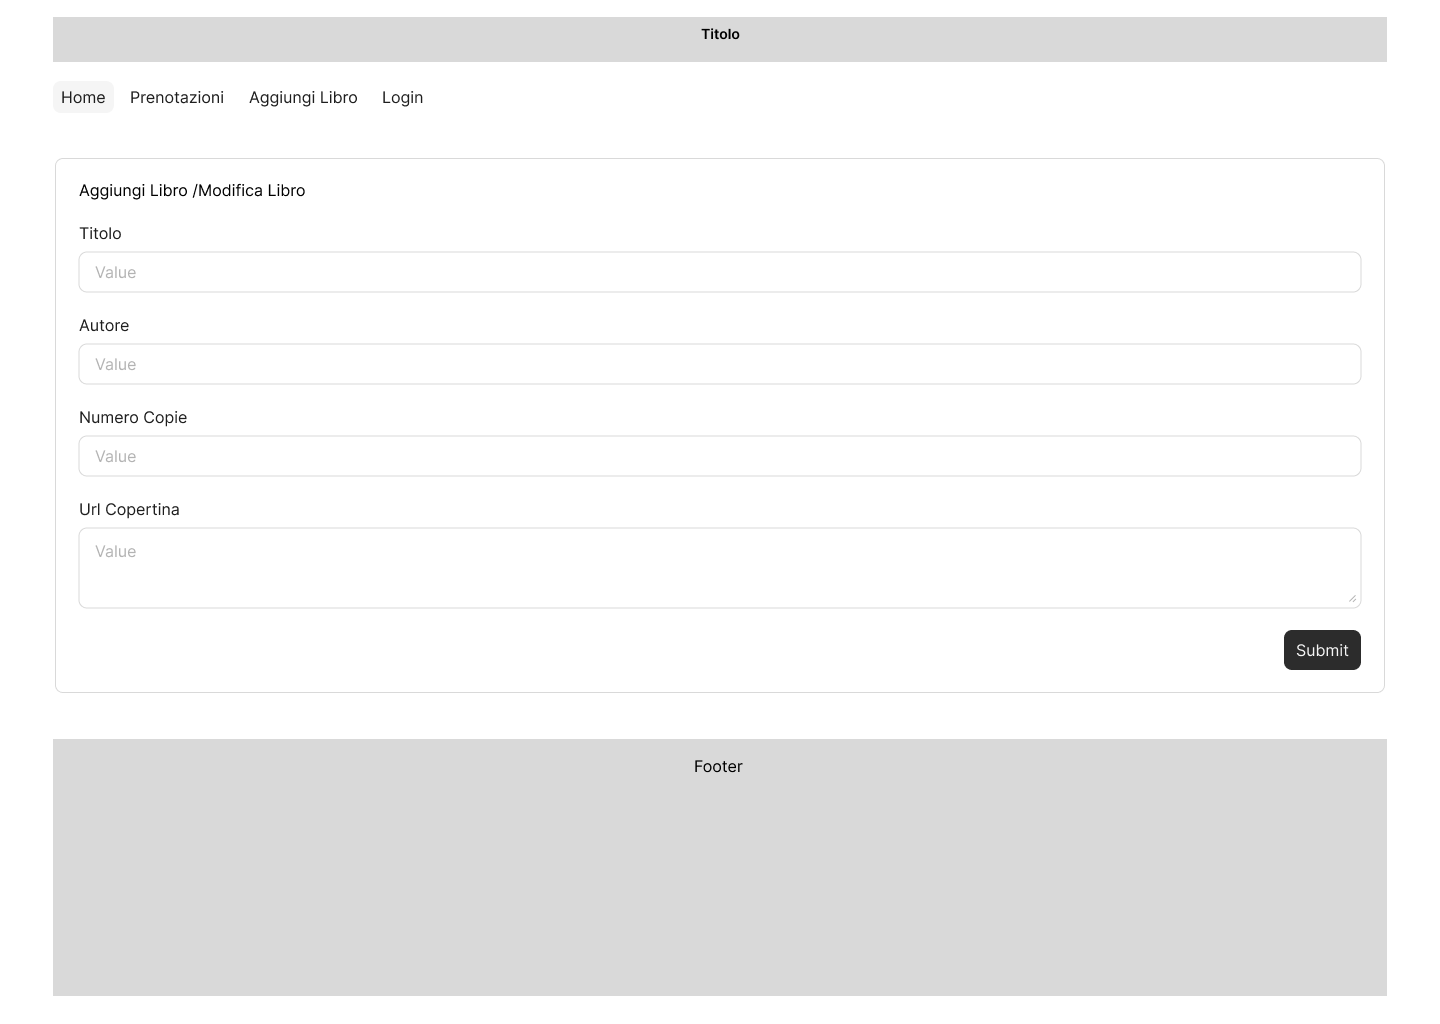 Titolo
Home Prenotazioni Aggiungi Libro Login
Aggiungi Libro /Modifica Libro
Titolo
Value
Autore
Value
Numero Copie
Value
Url Copertina
Value
Submit
Footer